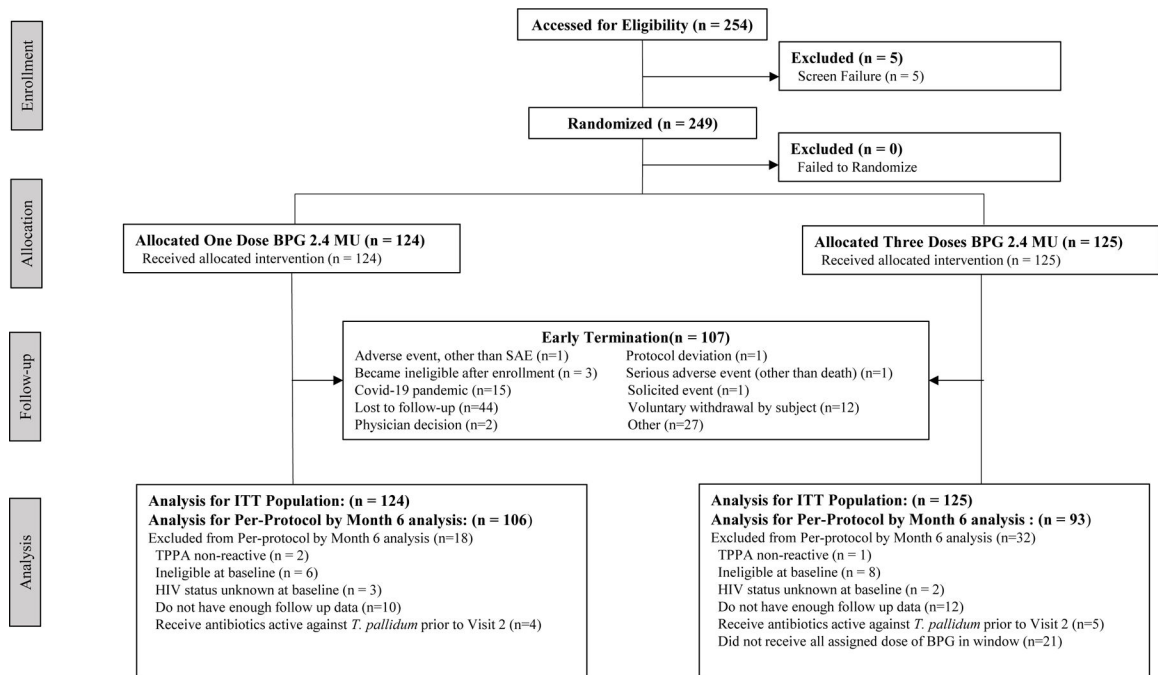 Enrollment
Accessed for Eligibility (n = 254)
Excluded (n = 5)
Screen Failure (n = 5)
Randomized (n = 249)
Excluded (n = 0)
Failed to Randomize
Allocation
Allocated One Dose BPG 2.4 MU (n = 124)
Received allocated intervention (n = 124)
Allocated Three Doses BPG 2.4 MU (n = 125)
Received allocated intervention (n = 125)
Follow-up
Early Termination(n = 107)
Adverse event, other than SAE (n=1)
Became ineligible after enrollment (n = 3)
Covid-19 pandemic (n=15)
Lost to follow-up (n=44)
Physician decision (n=2)
Protocol deviation (n=1)
Serious adverse event (other than death) (n=1)
Solicited event (n=1)
Voluntary withdrawal by subject (n=12)
Other (n=27)
Analysis
Analysis for ITT Population: (n = 124)
Analysis for Per-Protocol by Month 6 analysis: (n = 106)
Excluded from Per-protocol by Month 6 analysis (n=18)
TPPA non-reactive (n = 2)
Ineligible at baseline (n = 6)
HIV status unknown at baseline (n = 3)
Do not have enough follow up data (n=10)
Receive antibiotics active against T. pallidum prior to Visit 2 (n=4)
Analysis for ITT Population: (n = 125)
Analysis for Per-Protocol by Month 6 analysis : (n = 93)
Excluded from Per-protocol by Month 6 analysis (n=32)
TPPA non-reactive (n = 1)
Ineligible at baseline (n = 8)
HIV status unknown at baseline (n = 2)
Do not have enough follow up data (n=12)
Receive antibiotics active against T. pallidum prior to Visit 2 (n=5)
Did not receive all assigned dose of BPG in window (n=21)